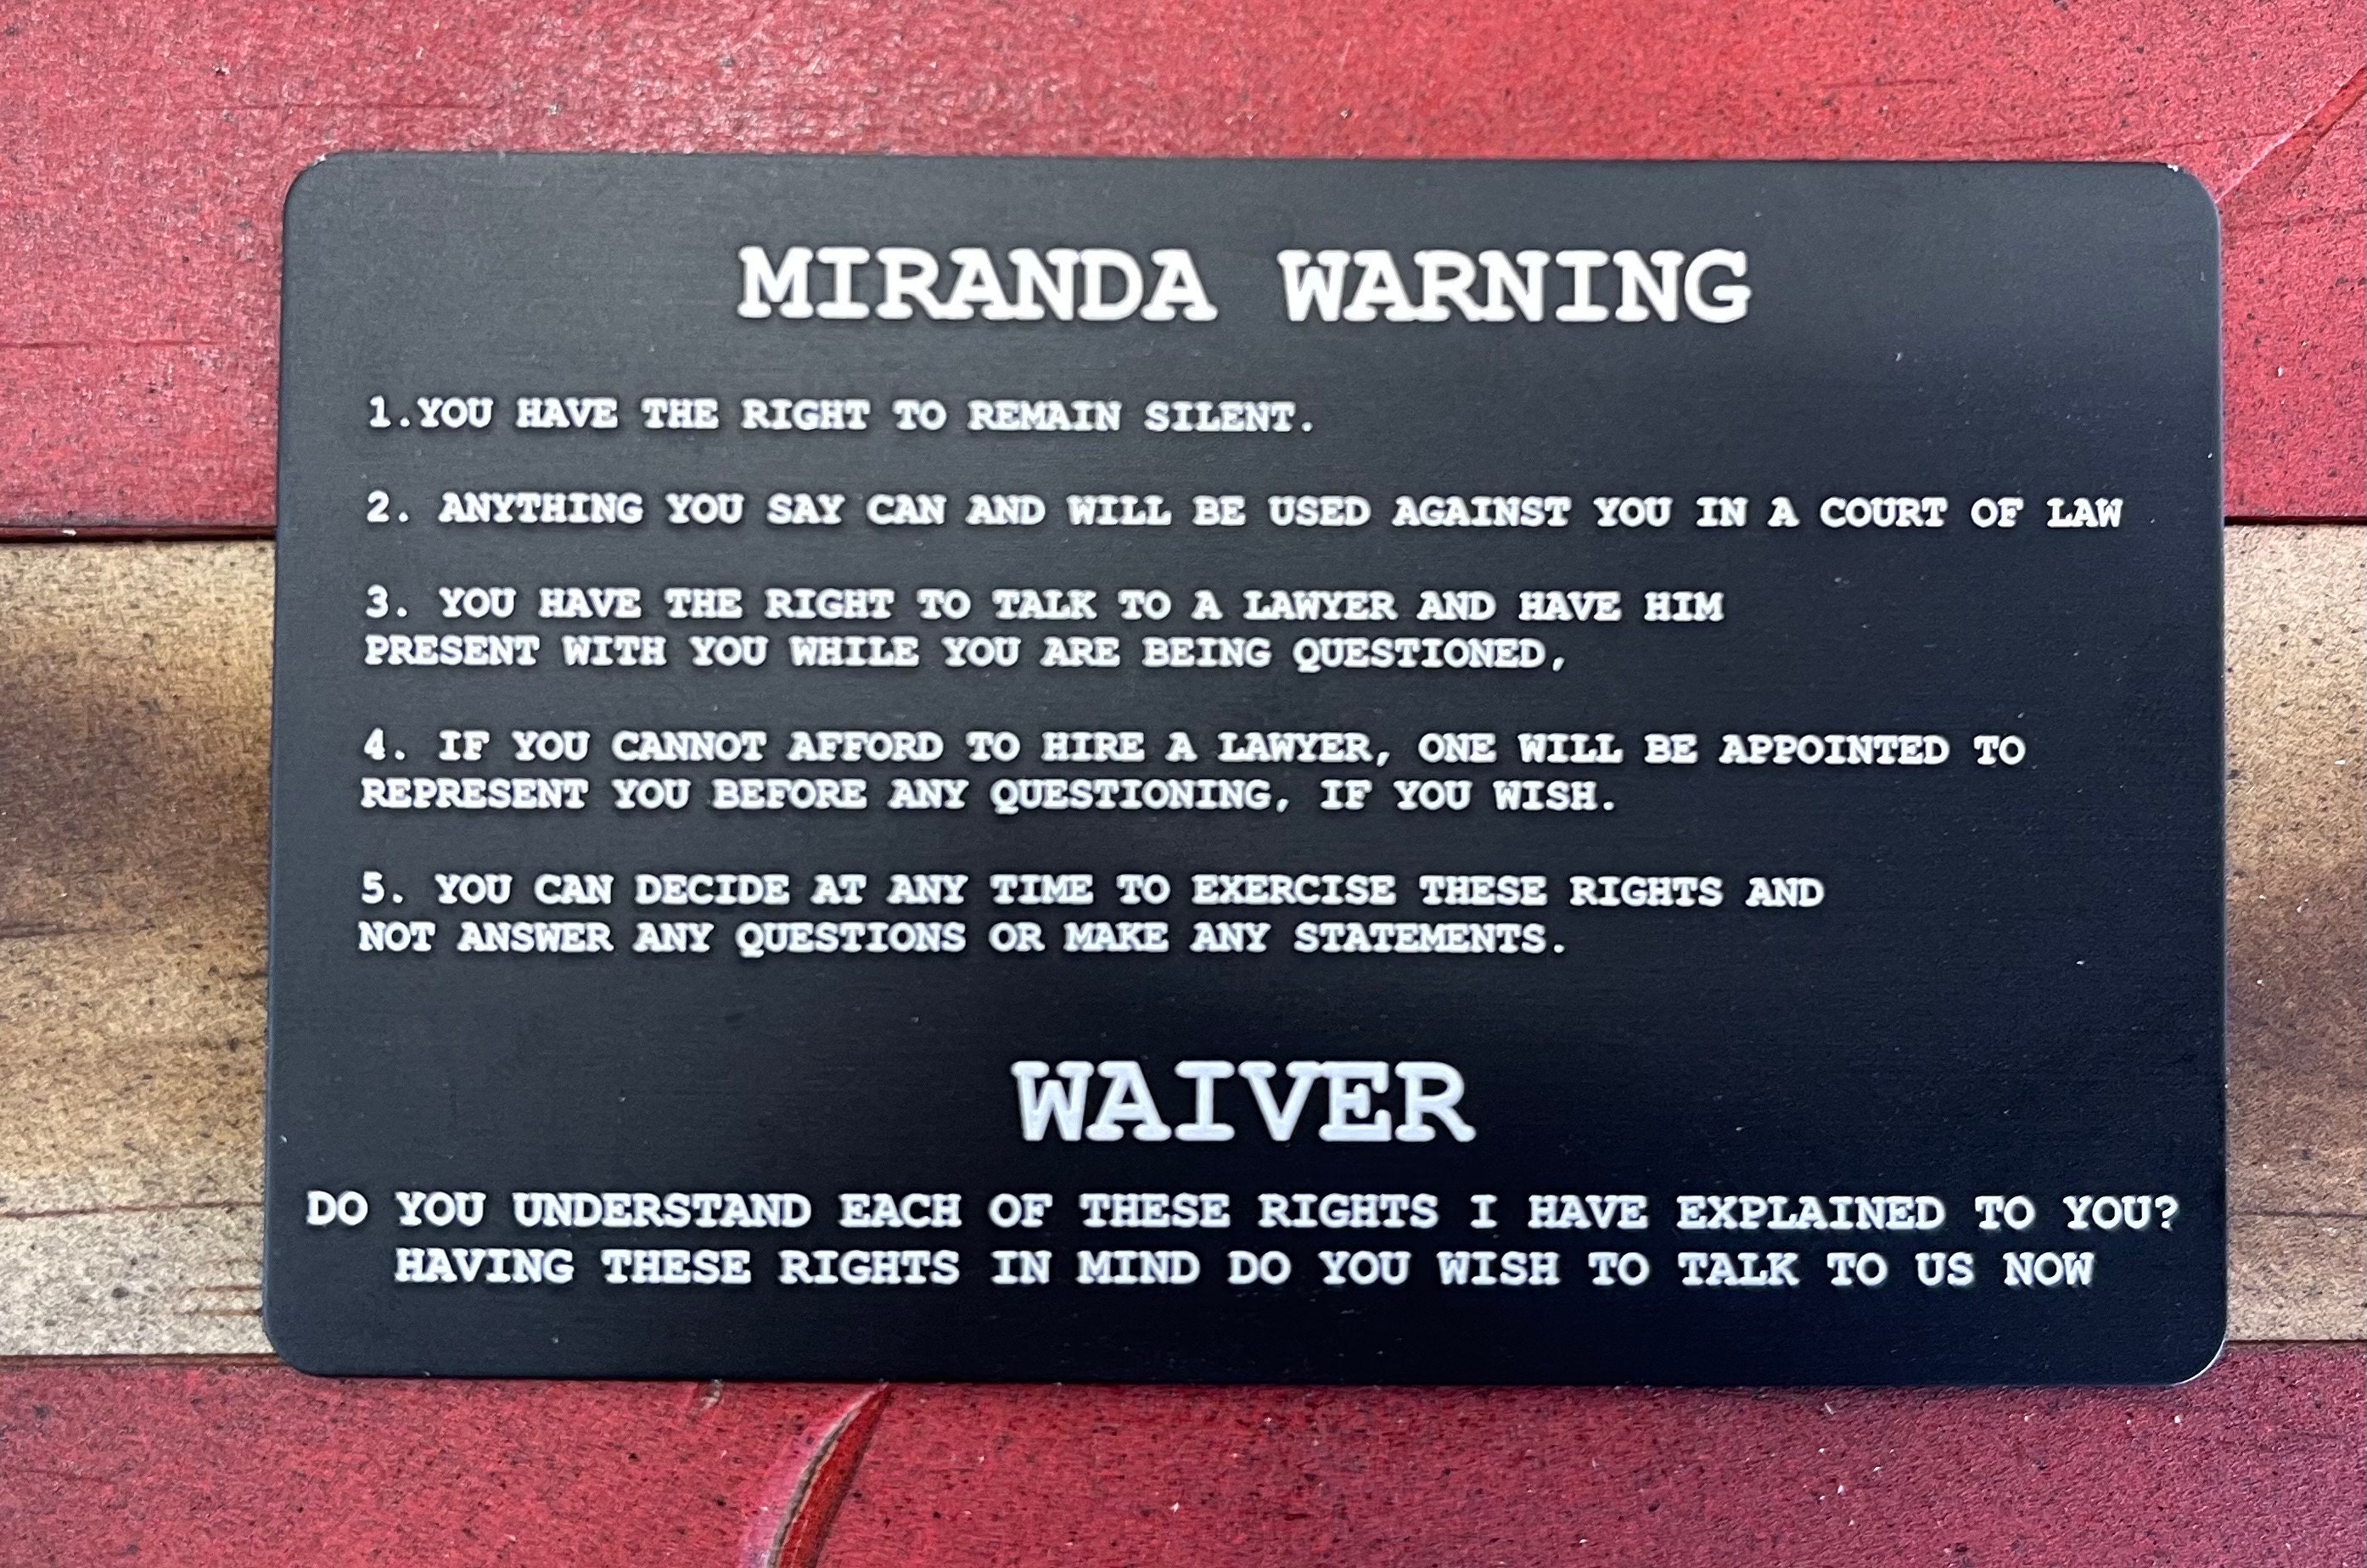 MIRANDA WARNING
1.YOU HAVE THE RIGHT TO REMAIN SILENT.
2. ANYTHING YOU SAY CAN AND WILL BE USED AGAINST YOU IN A COURT OF LAW
3. YOU HAVE THE RIGHT TO TALK TO A LAWYER AND HAVE HIM
PRESENT WITH YOU WHILE YOU ARE BEING QUESTIONED,
4. IF YOU CANNOT AFFORD TO HIRE A LAWYER, ONE WILL BE APPOINTED TO
REPRESENT YOU BEFORE ANY QUESTIONING, IF YOU WISH.
5. YOU CAN DECIDE AT ANY TIME TO EXERCISE THESE RIGHTS AND
NOT ANSWER ANY QUESTIONS OR MAKE ANY STATEMENTS.
WAIVER
DO YOU UNDERSTAND EACH OF THESE RIGHTS I HAVE EXPLAINED TO YOU?
HAVING THESE RIGHTS IN MIND DO YOU WISH TO TALK TO US NOW